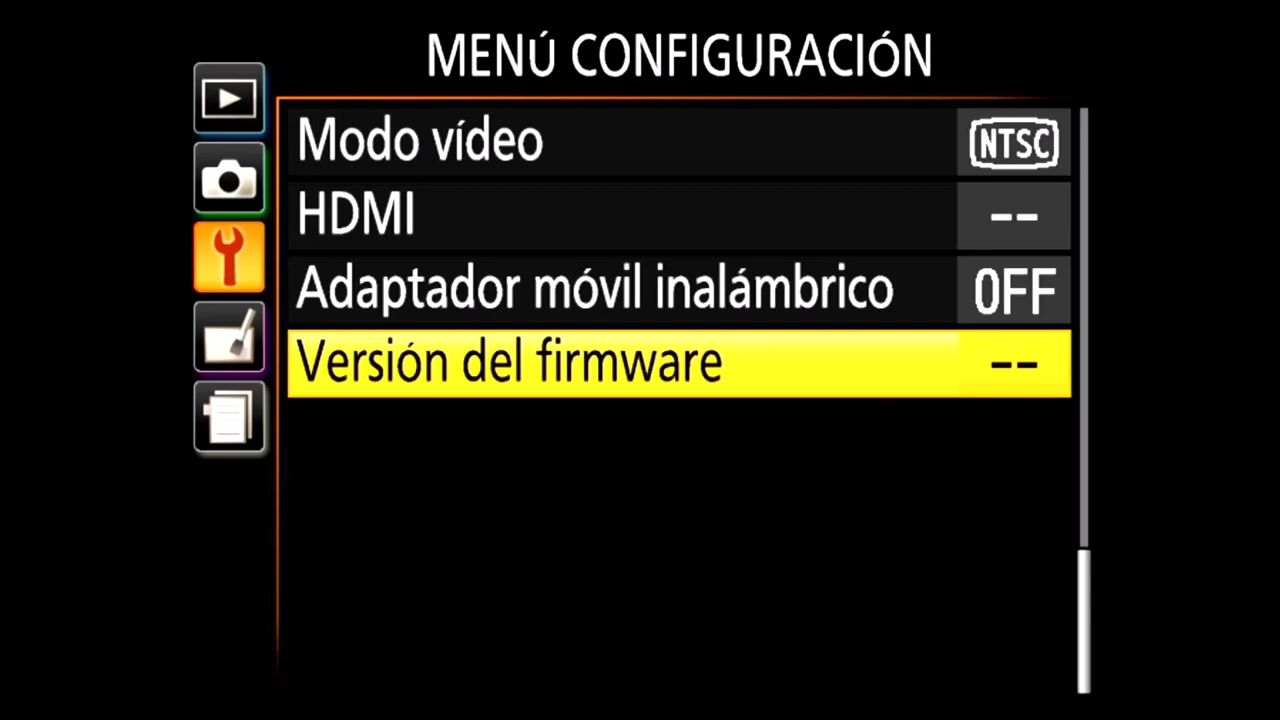 MENÚ CONFIGURACIÓN
Modo vídeo NTSC
HDMI --
Adaptador móvil inalámbrico OFF
Versión del firmware --